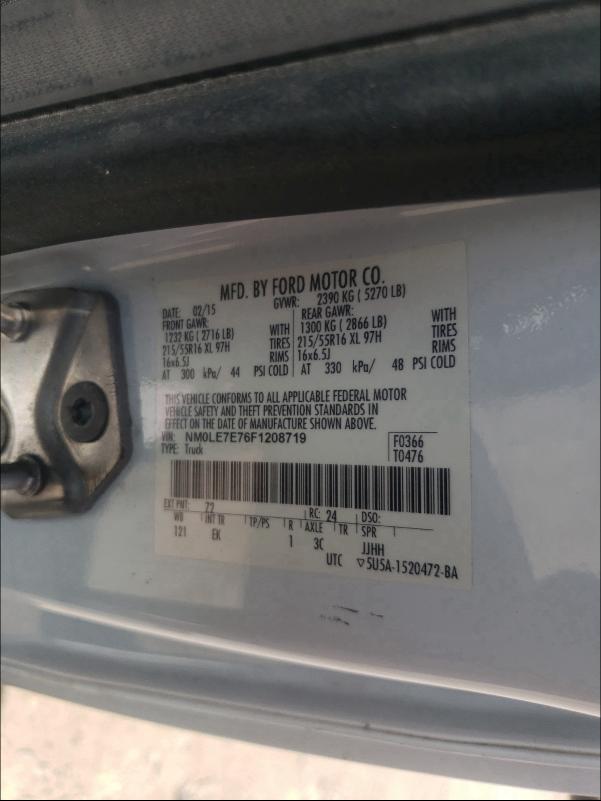 MFD. BY FORD MOTOR CO.
DATE: 02/15 GVWR: 2390 KG ( 5270 LB)
FRONT GAWR: REAR GAWR:
1232 KG ( 2716 LB) WITH 1300 KG ( 2866 LB) WITH
215/55R16 XL 97H TIRES 215/55R16 XL 97H TIRES
16x6.5J RIMS 16x6.5J RIMS
AT 300 kPa/ 44 PSI COLD AT 330 kPa/ 48 PSI COLD
THIS VEHICLE CONFORMS TO ALL APPLICABLE FEDERAL MOTOR
VEHICLE SAFETY AND THEFT PREVENTION STANDARDS IN
EFFECT ON THE DATE OF MANUFACTURE SHOWN ABOVE.
VIN: NM0LE7E76F1208719 F0366
TYPE: Truck T0476
EXT PNT: 72 RC: 24 DSO:
WB INT TR TP/PS R AXLE TR SPR
121 EK 1 3C JJHH
UTC ▽5U5A-1520472-BA